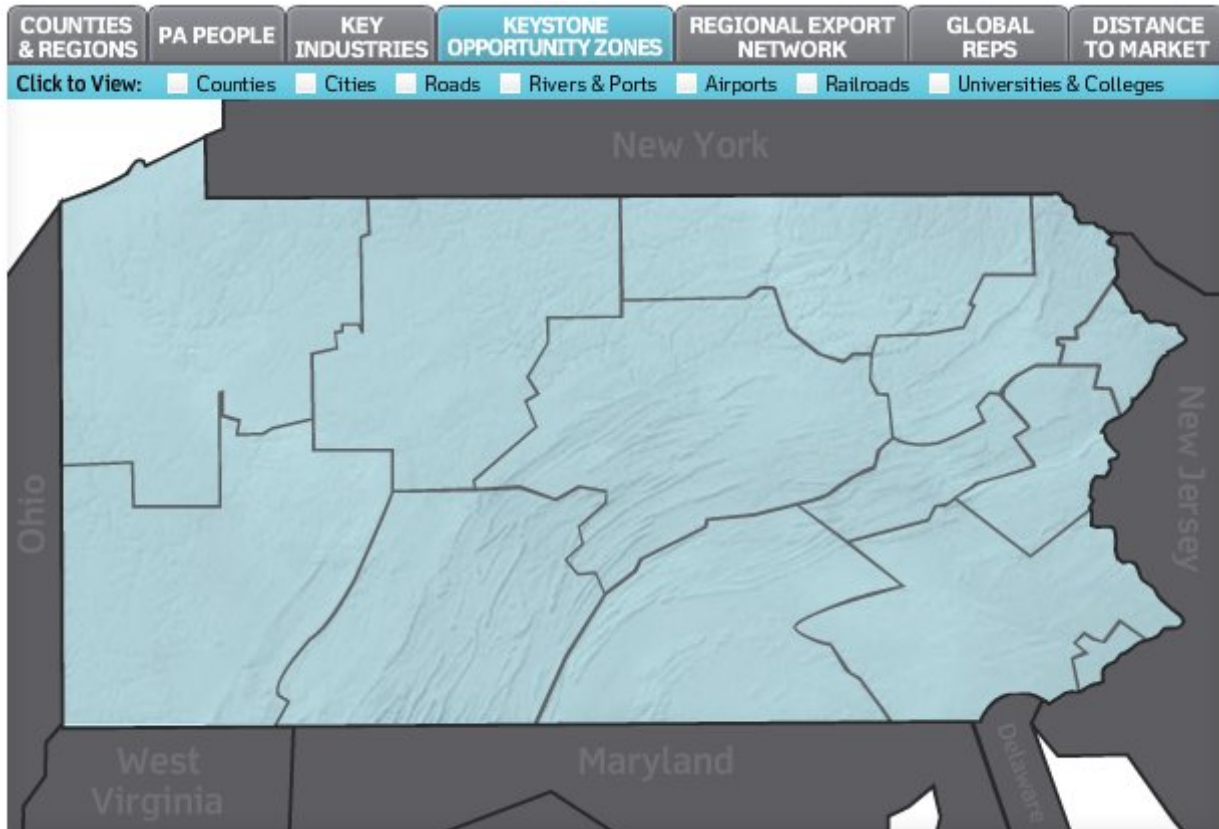 COUNTIES
& REGIONS
PA PEOPLE
KEY
INDUSTRIES
KEYSTONE
OPPORTUNITY ZONES
REGIONAL EXPORT
NETWORK
GLOBAL
REPS
DISTANCE
TO MARKET
Click to View: Counties Cities Roads Rivers & Ports Airports Railroads Universities & Colleges
New York
Ohio
New Jersey
West
Virginia
Maryland
Delaware